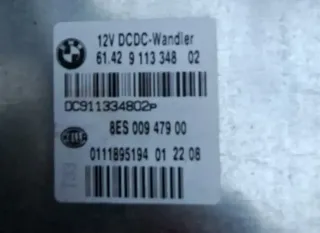 12V DCDC-Wandler
61.42 9 113 348 02
DC911334802P
8ES 009 479 00
0111895194 01 22 08